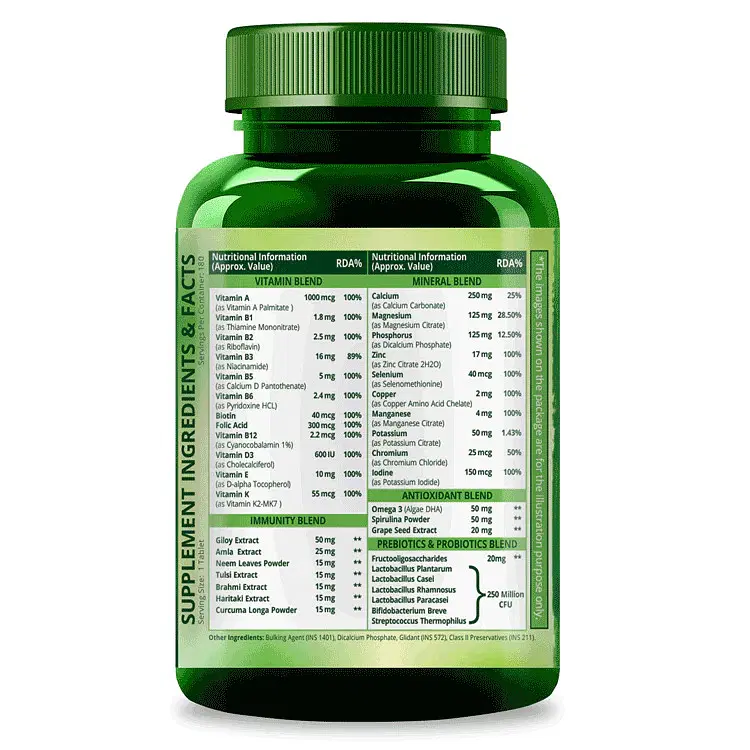 SUPPLEMENT INGREDIENTS & FACTS
Serving Size: 1 Tablet
Servings Per Container: 180
Nutritional Information
(Approx. Value)
RDA%
VITAMIN BLEND
Vitamin A 1000 mcg 100%
(as Vitamin A Palmitate )
Vitamin B1 1.8 mg 100%
(as Thiamine Mononitrate)
Vitamin B2 2.5 mg 100%
(as Riboflavin)
Vitamin B3 16 mg 89%
(as Niacinamide)
Vitamin B5 5 mg 100%
(as Calcium D Pantothenate)
Vitamin B6 2.4 mg 100%
(as Pyridoxine HCL)
Biotin 40 mcg 100%
Folic Acid 300 mcg 100%
Vitamin B12 2.2 mcg 100%
(as Cyanocobalamin 1%)
Vitamin D3 600 IU 100%
(as Cholecalciferol)
Vitamin E 10 mg 100%
(as D-alpha Tocopherol)
Vitamin K 55 mcg 100%
(as Vitamin K2-MK7 )
IMMUNITY BLEND
Giloy Extract 50 mg **
Amla Extract 25 mg **
Neem Leaves Powder 15 mg **
Tulsi Extract 15 mg **
Brahmi Extract 15 mg **
Haritaki Extract 15 mg **
Curcuma Longa Powder 15 mg **
Nutritional Information
(Approx. Value)
RDA%
MINERAL BLEND
Calcium 250 mg 25%
(as Calcium Carbonate)
Magnesium 125 mg 28.50%
(as Magnesium Citrate)
Phosphorus 125 mg 12.50%
(as Dicalcium Phosphate)
Zinc 17 mg 100%
(as Zinc Citrate 2H2O)
Selenium 40 mcg 100%
(as Selenomethionine)
Copper 2 mg 100%
(as Copper Amino Acid Chelate)
Manganese 4 mg 100%
(as Manganese Citrate)
Potassium 50 mg 1.43%
(as Potassium Citrate)
Chromium 25 mcg 50%
(as Chromium Chloride)
Iodine 150 mcg 100%
(as Potassium Iodide)
ANTIOXIDANT BLEND
Omega 3 (Algae DHA) 50 mg **
Spirulina Powder 50 mg **
Grape Seed Extract 20 mg **
PREBIOTICS & PROBIOTICS BLEND
Fructooligosaccharides 20mg **
Lactobacillus Plantarum
Lactobacillus Casei
Lactobacillus Rhamnosus
Lactobacillus Paracasei
Bifidobacterium Breve
Streptococcus Thermophilus
250 Million
CFU
Other Ingredients: Bulking Agent (INS 1401), Dicalcium Phosphate, Glidant (INS 572), Class II Preservatives (INS 211).
*The images shown on the package are for the illustration purpose only.